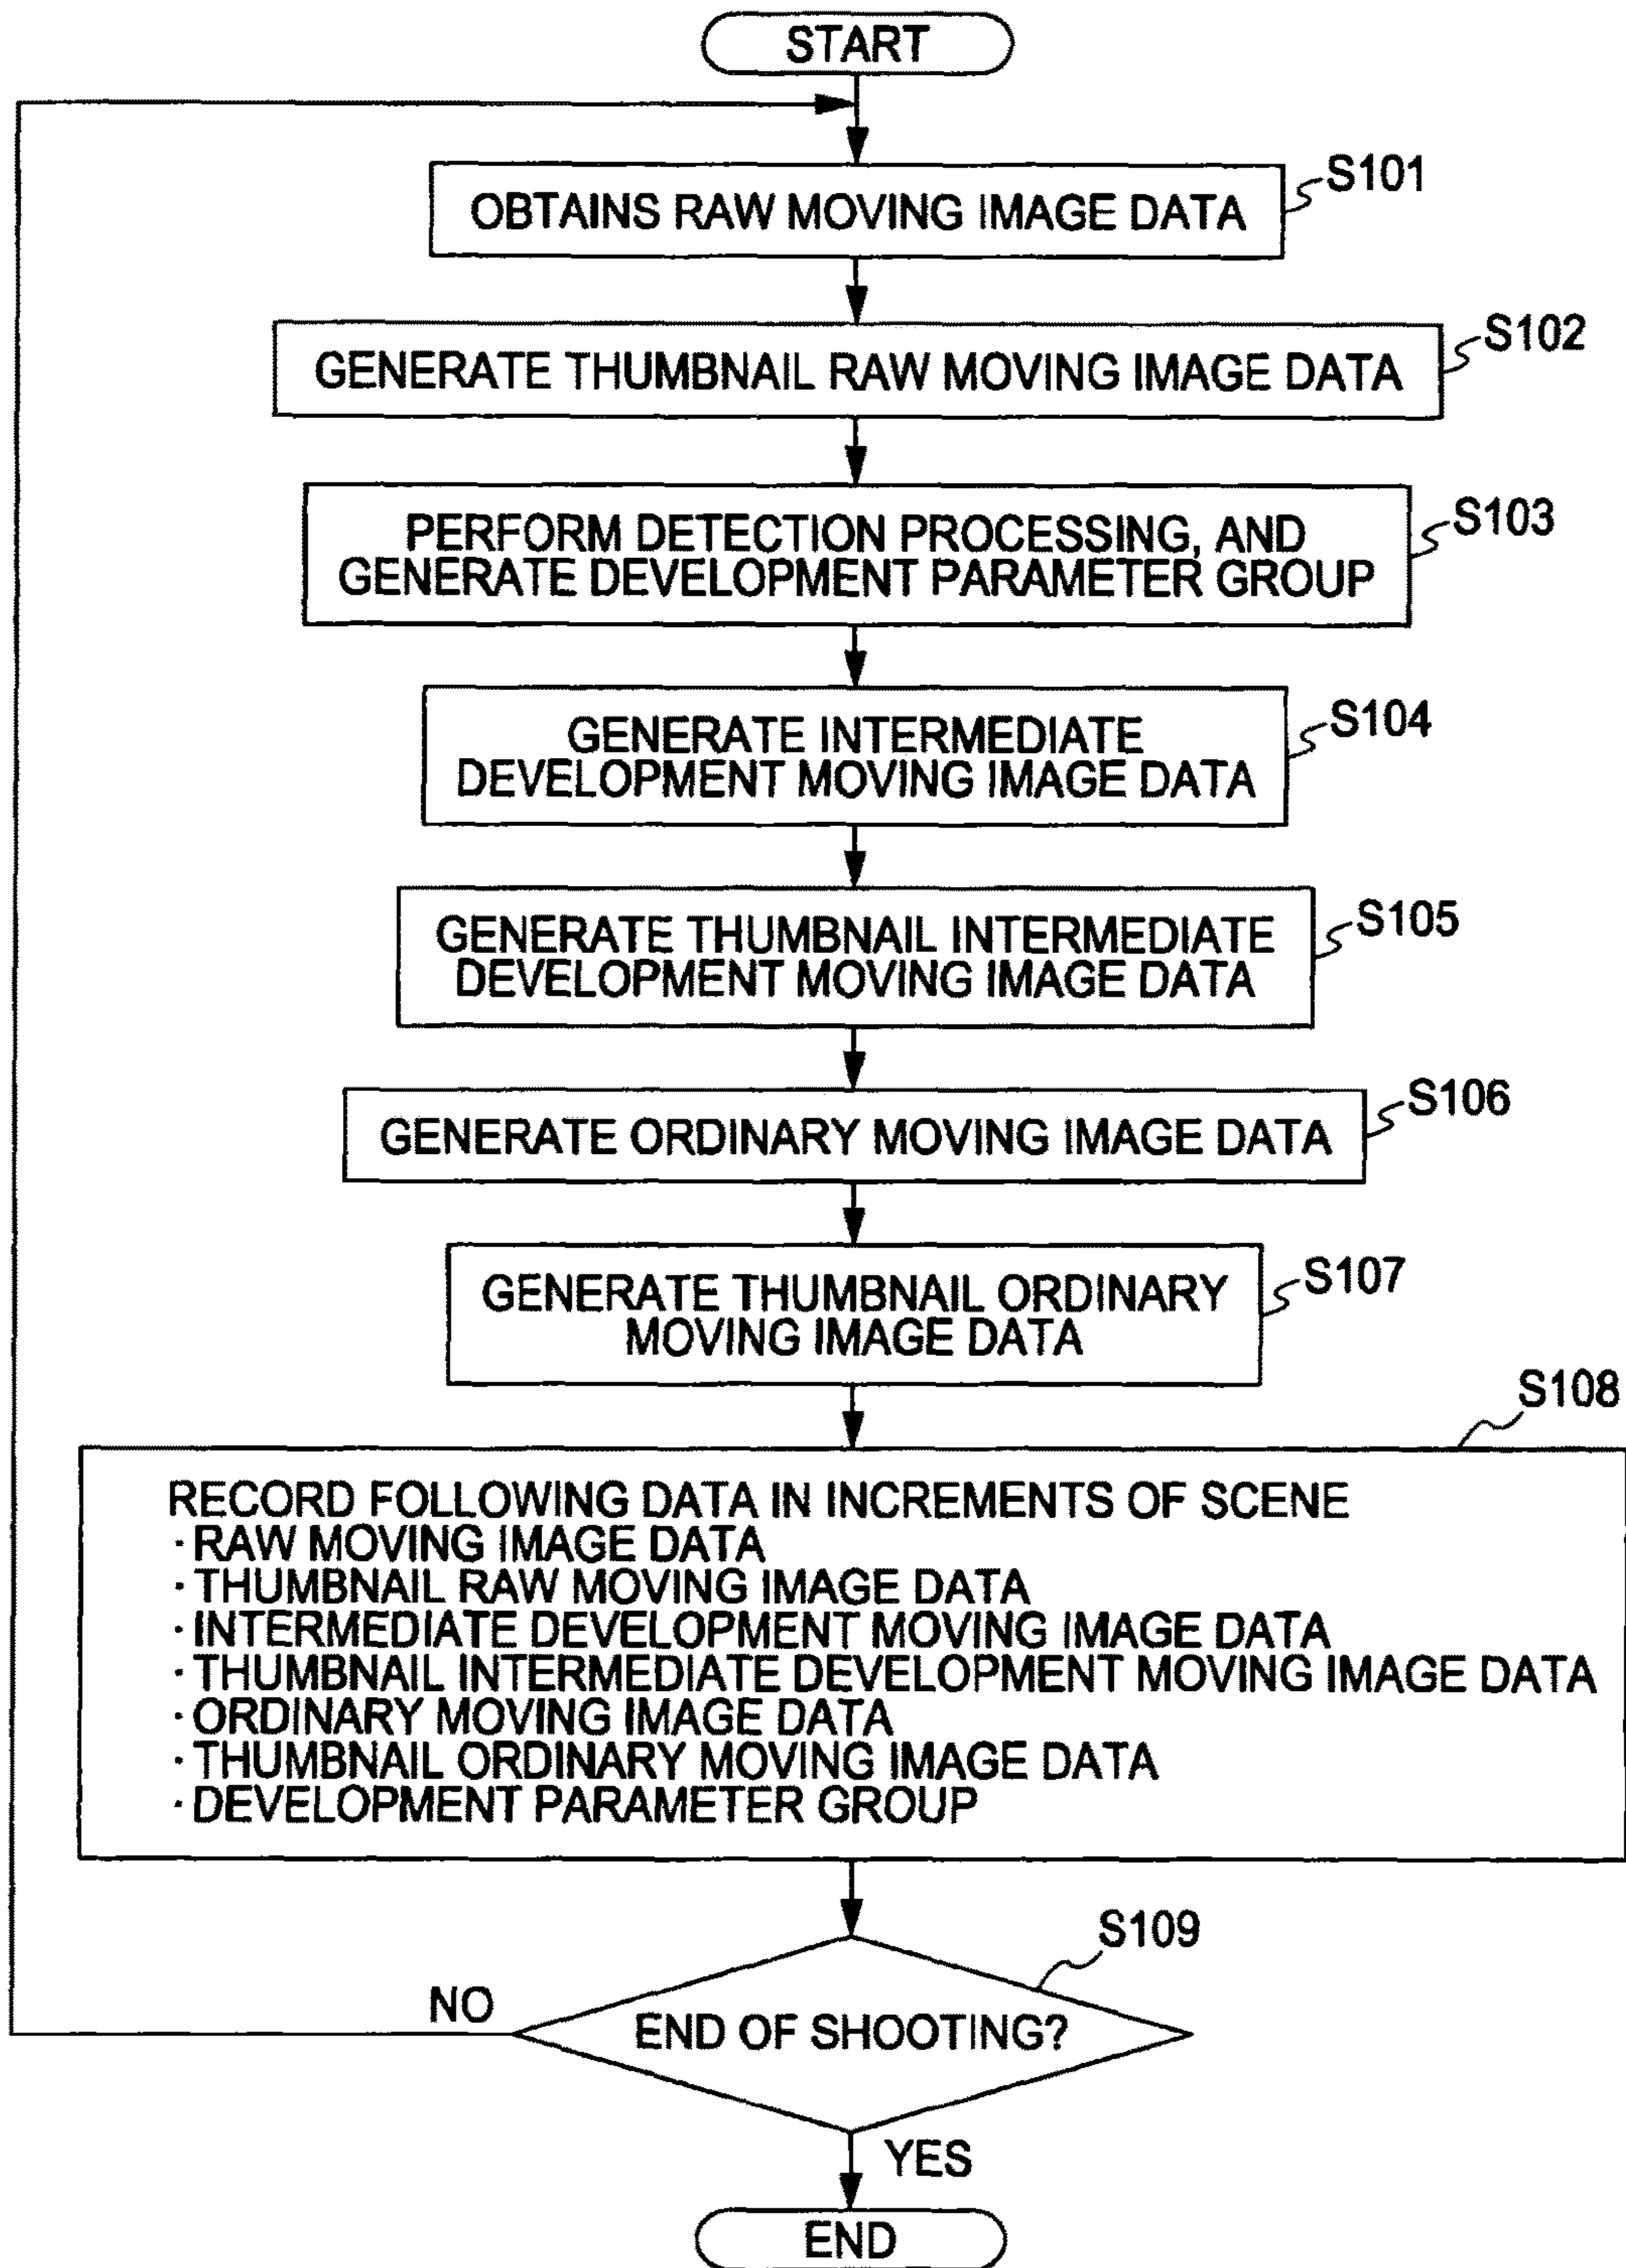 START
OBTAINS RAW MOVING IMAGE DATA
S101
GENERATE THUMBNAIL RAW MOVING IMAGE DATA
S102
PERFORM DETECTION PROCESSING, AND
GENERATE DEVELOPMENT PARAMETER GROUP
S103
GENERATE INTERMEDIATE
DEVELOPMENT MOVING IMAGE DATA
S104
GENERATE THUMBNAIL INTERMEDIATE
DEVELOPMENT MOVING IMAGE DATA
S105
GENERATE ORDINARY MOVING IMAGE DATA
S106
GENERATE THUMBNAIL ORDINARY
MOVING IMAGE DATA
S107
S108
RECORD FOLLOWING DATA IN INCREMENTS OF SCENE
· RAW MOVING IMAGE DATA
· THUMBNAIL RAW MOVING IMAGE DATA
· INTERMEDIATE DEVELOPMENT MOVING IMAGE DATA
· THUMBNAIL INTERMEDIATE DEVELOPMENT MOVING IMAGE DATA
· ORDINARY MOVING IMAGE DATA
· THUMBNAIL ORDINARY MOVING IMAGE DATA
· DEVELOPMENT PARAMETER GROUP
S109
NO
END OF SHOOTING?
YES
END